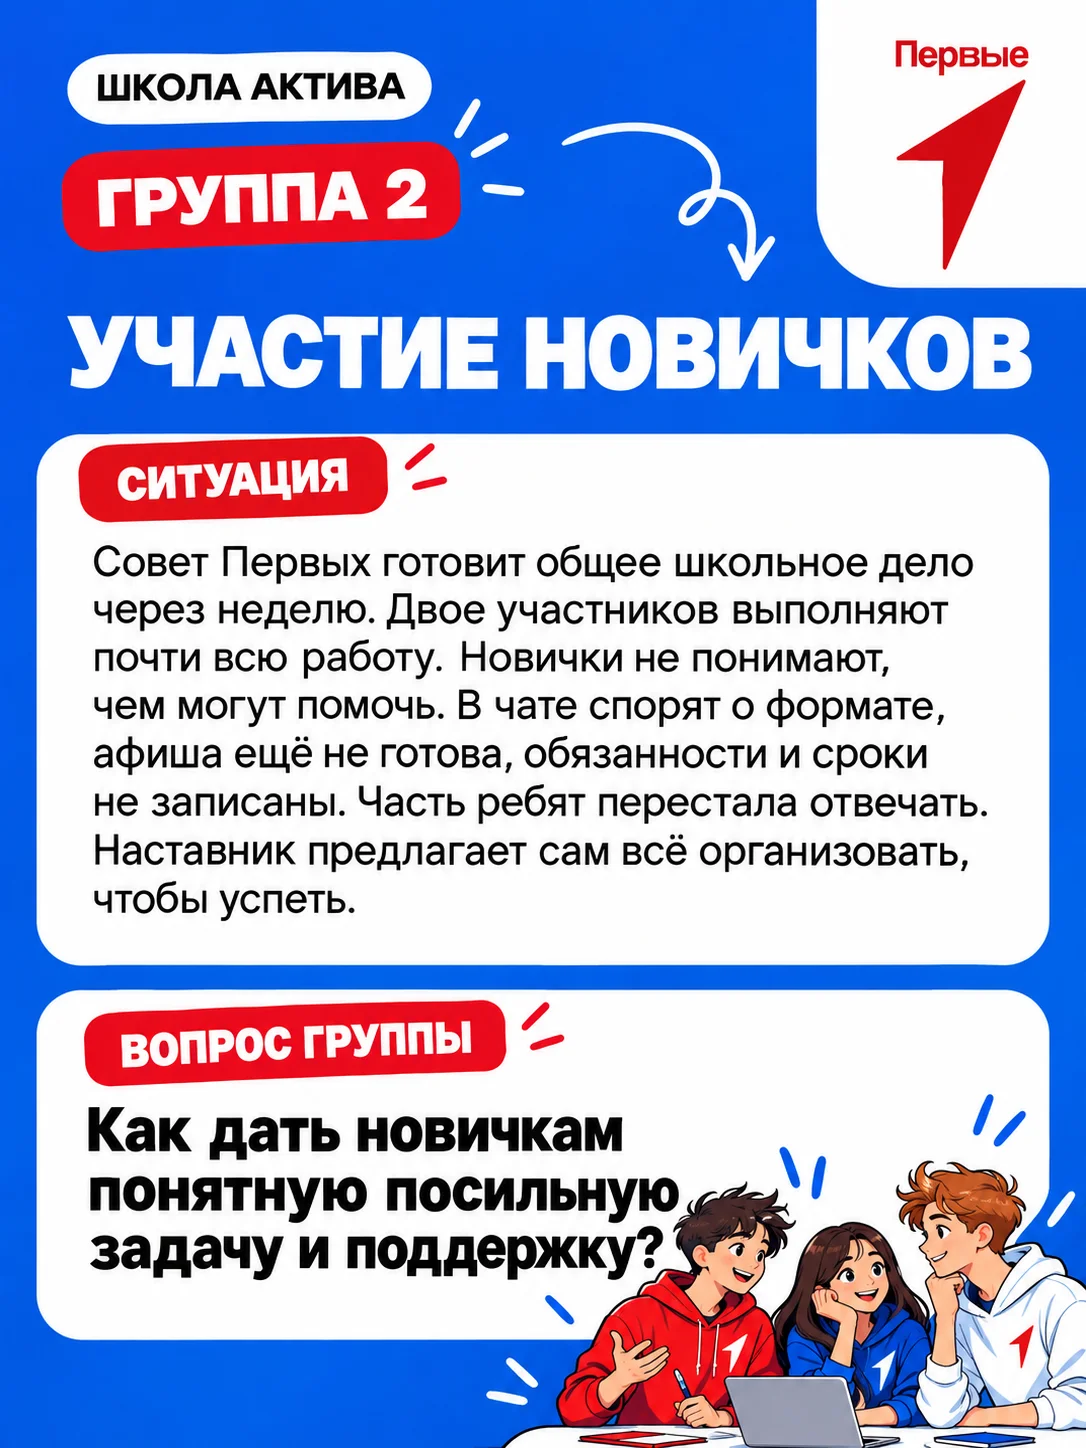 ШКОЛА АКТИВА
Первые
ГРУППА 2
УЧАСТИЕ НОВИЧКОВ
СИТУАЦИЯ
Совет Первых готовит общее школьное дело
через неделю. Двое участников выполняют
почти всю работу. Новички не понимают,
чем могут помочь. В чате спорят о формате,
афиша ещё не готова, обязанности и сроки
не записаны. Часть ребят перестала отвечать.
Наставник предлагает сам всё организовать,
чтобы успеть.
ВОПРОС ГРУППЫ
Как дать новичкам
понятную посильную
задачу и поддержку?